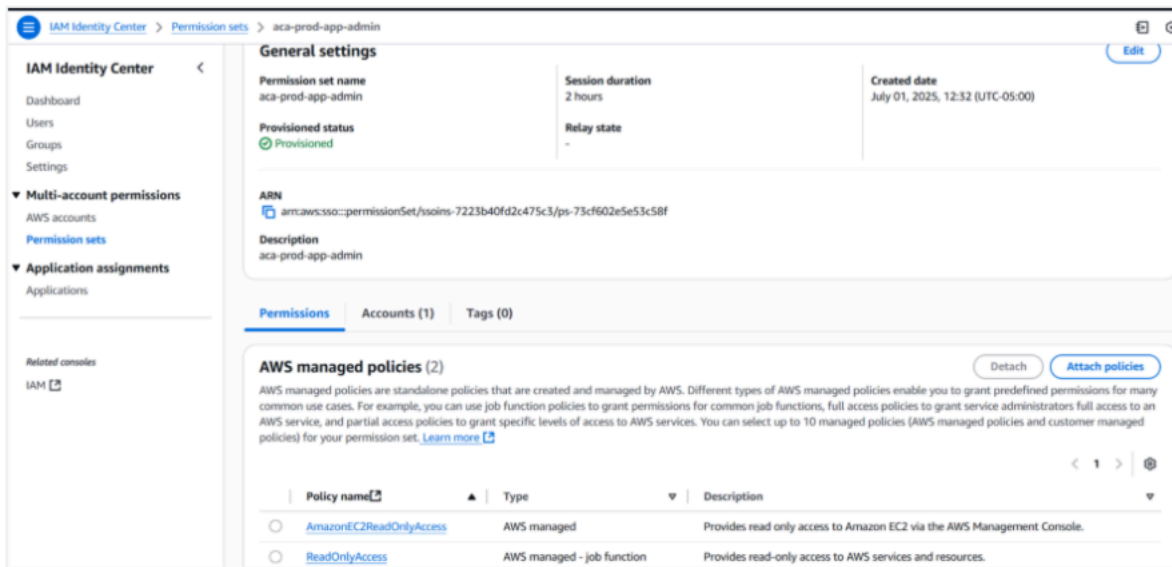 IAM Identity Center > Permission sets > aca-prod-app-admin
IAM Identity Center
Dashboard
Users
Groups
Settings
Multi-account permissions
AWS accounts
Permission sets
Application assignments
Applications
Related consoles
IAM
General settings
Edit
Permission set name
aca-prod-app-admin
Session duration
2 hours
Created date
July 01, 2025, 12:32 (UTC-05:00)
Provisioned status
Provisioned
Relay state
-
ARN
arn:aws:sso:::permissionSet/ssoins-7223b40fd2c475c3/ps-73cf602e5e53c58f
Description
aca-prod-app-admin
Permissions Accounts (1) Tags (0)
AWS managed policies (2)
Detach Attach policies
AWS managed policies are standalone policies that are created and managed by AWS. Different types of AWS managed policies enable you to grant predefined permissions for many
common use cases. For example, you can use job function policies to grant permissions for common job functions, full access policies to grant service administrators full access to an
AWS service, and partial access policies to grant specific levels of access to AWS services. You can select up to 10 managed policies (AWS managed policies and customer managed
policies) for your permission set. Learn more
< 1 >
Policy name Type Description
AmazonEC2ReadOnlyAccess AWS managed Provides read only access to Amazon EC2 via the AWS Management Console.
ReadOnlyAccess AWS managed - job function Provides read-only access to AWS services and resources.